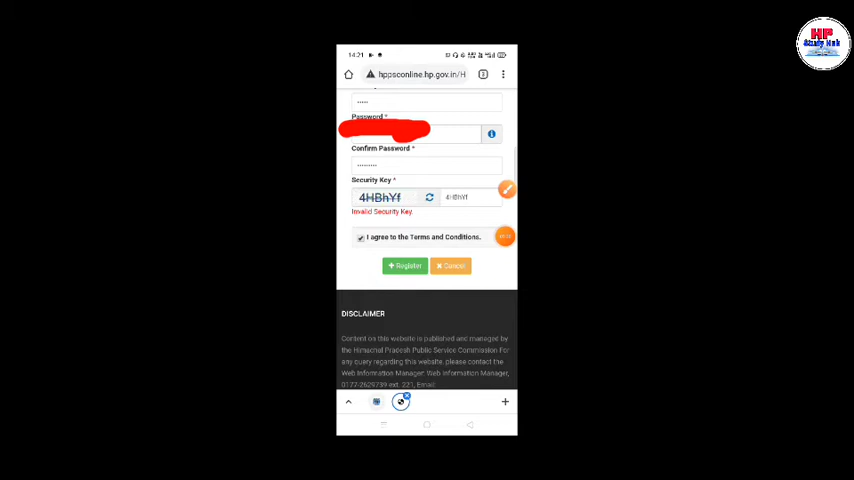 HP
Study Hub
14:21
hppsconline.hp.gov.in/H
3
Password *
Confirm Password *
Security Key *
4HBhYf
4HBhYf
Invalid Security Key.
I agree to the Terms and Conditions.
Register
Cancel
DISCLAIMER
Content on this website is published and managed by
the Himachal Pradesh Public Service Commission For
any query regarding this website, please contact the
Web Information Manager: Web Information Manager,
0177-2629739 ext. 221, Email: